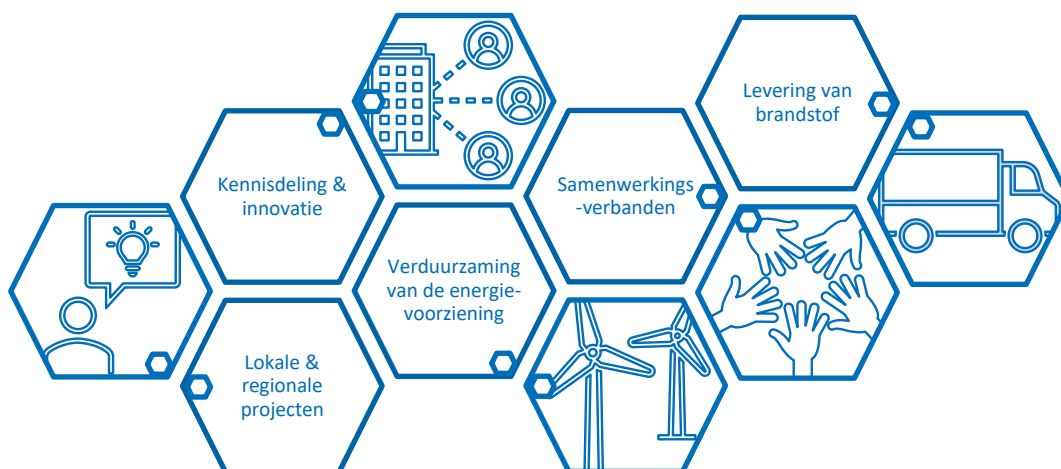 Levering van
brandstof
Kennisdeling &
innovatie
Samenwerkings
-verbanden
Verduurzaming
van de energie-
voorziening
Lokale &
regionale
projecten